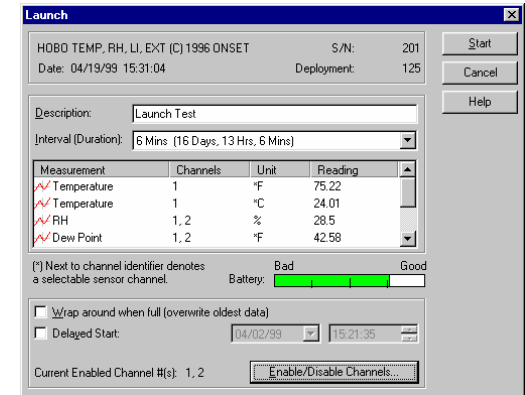 Launch
HOBO TEMP, RH, LI, EXT (C) 1996 ONSET S/N: 201
Date: 04/19/99 15:31:04 Deployment: 125
Start
Cancel
Help
Description: Launch Test
Interval (Duration): 6 Mins (16 Days, 13 Hrs, 6 Mins)
Measurement Channels Unit Reading
Temperature 1 °F 75.22
Temperature 1 °C 24.01
RH 1, 2 % 28.5
Dew Point 1, 2 °F 42.58
(*) Next to channel identifier denotes
a selectable sensor channel.
Bad Good
Battery:
Wrap around when full (overwrite oldest data)
Delayed Start: 04/02/99 15:21:35
Current Enabled Channel #(s): 1, 2 Enable/Disable Channels...